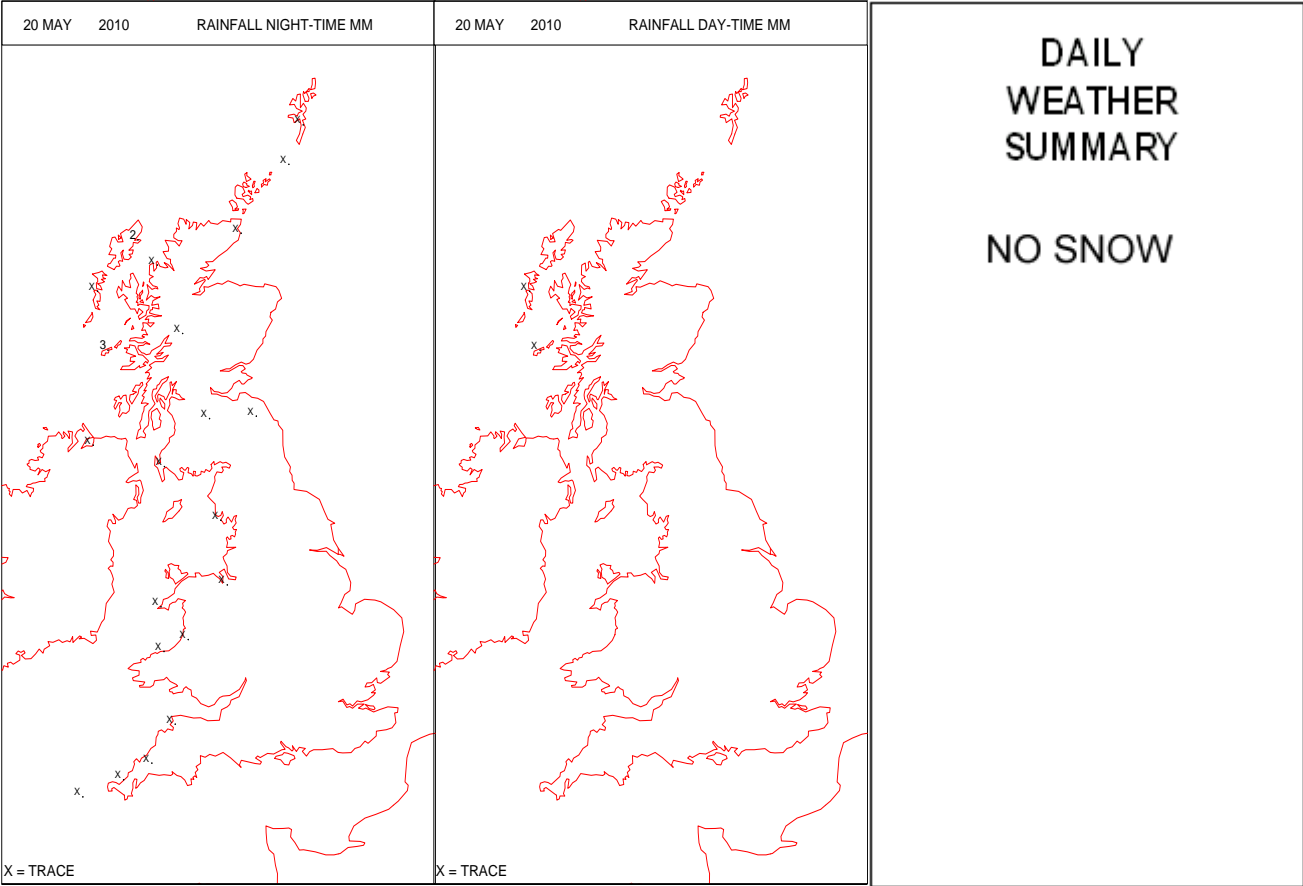 20 MAY 2010 RAINFALL NIGHT-TIME MM
X
X
X
2
X
X
X
3
X
X
X
X
X
X
X
X
X
X
X
X
X
X = TRACE
20 MAY 2010 RAINFALL DAY-TIME MM
X
X
X = TRACE
DAILY
WEATHER
SUMMARY
NO SNOW